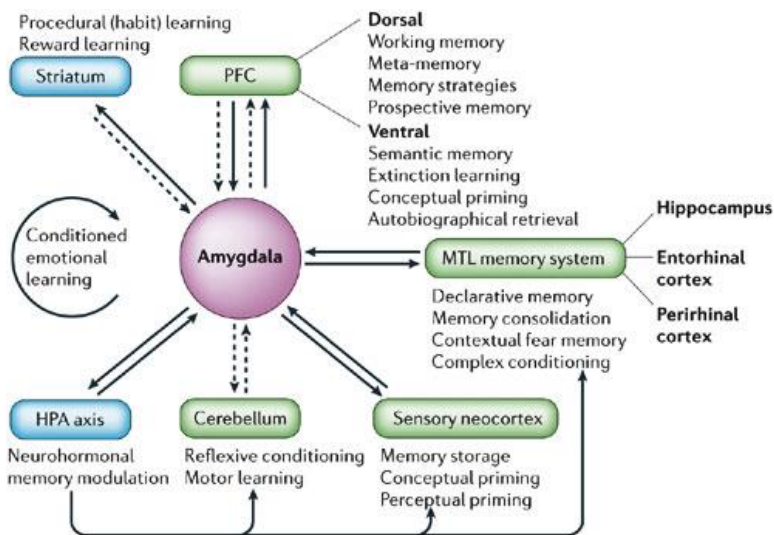 Procedural (habit) learning
Reward learning
Striatum
PFC
Dorsal
Working memory
Meta-memory
Memory strategies
Prospective memory
Ventral
Semantic memory
Extinction learning
Conceptual priming
Autobiographical retrieval
Conditioned
emotional
learning
Amygdala
MTL memory system
Hippocampus
Entorhinal
cortex
Perirhinal
cortex
Declarative memory
Memory consolidation
Contextual fear memory
Complex conditioning
HPA axis
Neurohormonal
memory modulation
Cerebellum
Reflexive conditioning
Motor learning
Sensory neocortex
Memory storage
Conceptual priming
Perceptual priming